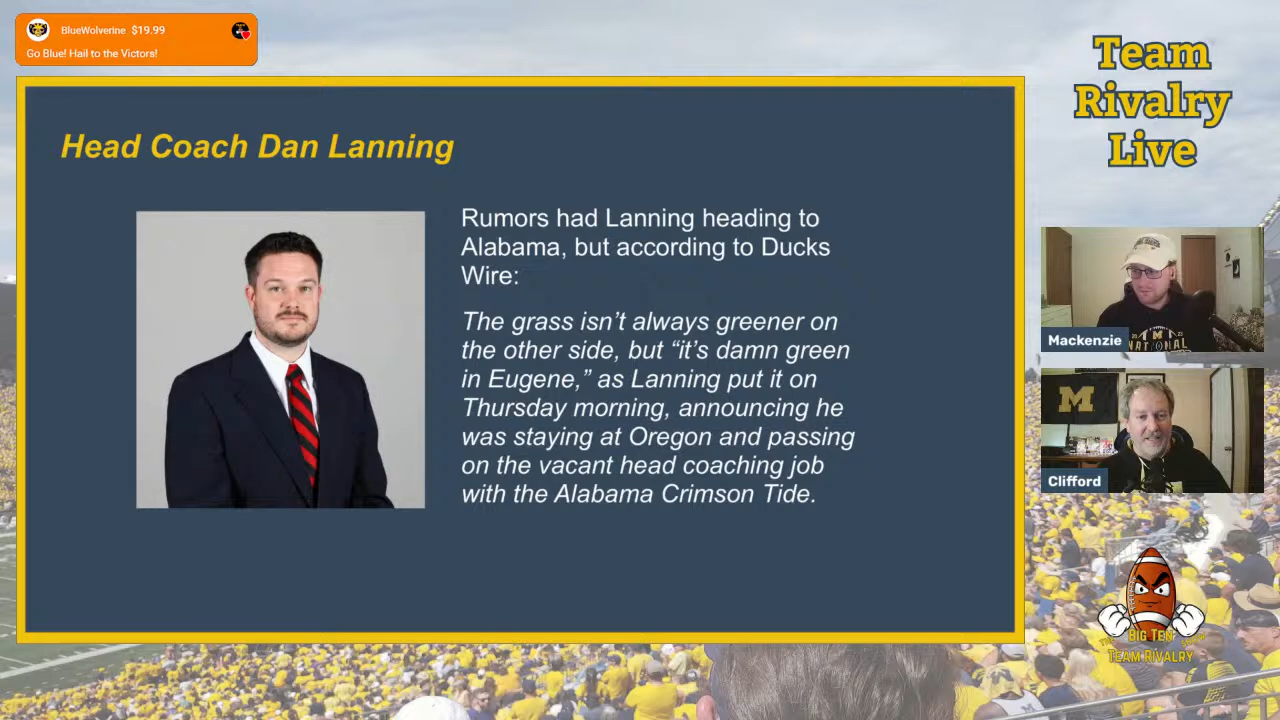 BlueWolverine $19.99
Go Blue! Hail to the Victors!
Team
Rivalry
Live
Head Coach Dan Lanning
Rumors had Lanning heading to
Alabama, but according to Ducks
Wire:
The grass isn’t always greener on
the other side, but “it’s damn green
in Eugene,” as Lanning put it on
Thursday morning, announcing he
was staying at Oregon and passing
on the vacant head coaching job
with the Alabama Crimson Tide.
Mackenzie
NATIONAL
M
Clifford
BIG TEN
TEAM RIVALRY